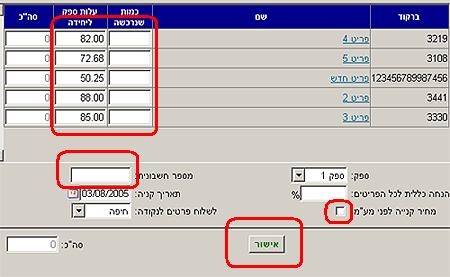 ברקוד שם כמות שנרכשה עלות ספק ליחידה סה"כ
3219 פריט 4 82.00 0
3108 פריט 5 72.68 0
123456789987456 פריט חדש 50.25 0
3441 פריט 2 88.00 0
3330 פריט 3 85.00 0
ספק: ספק 1 מספר חשבונית:
הנחה כללית לכל הפריטים: % תאריך קניה: 03/08/2005
מחיר קנייה לפני מע"מ לשלוח פרטים לנקודה: חיפה
אישור סה"כ: 0